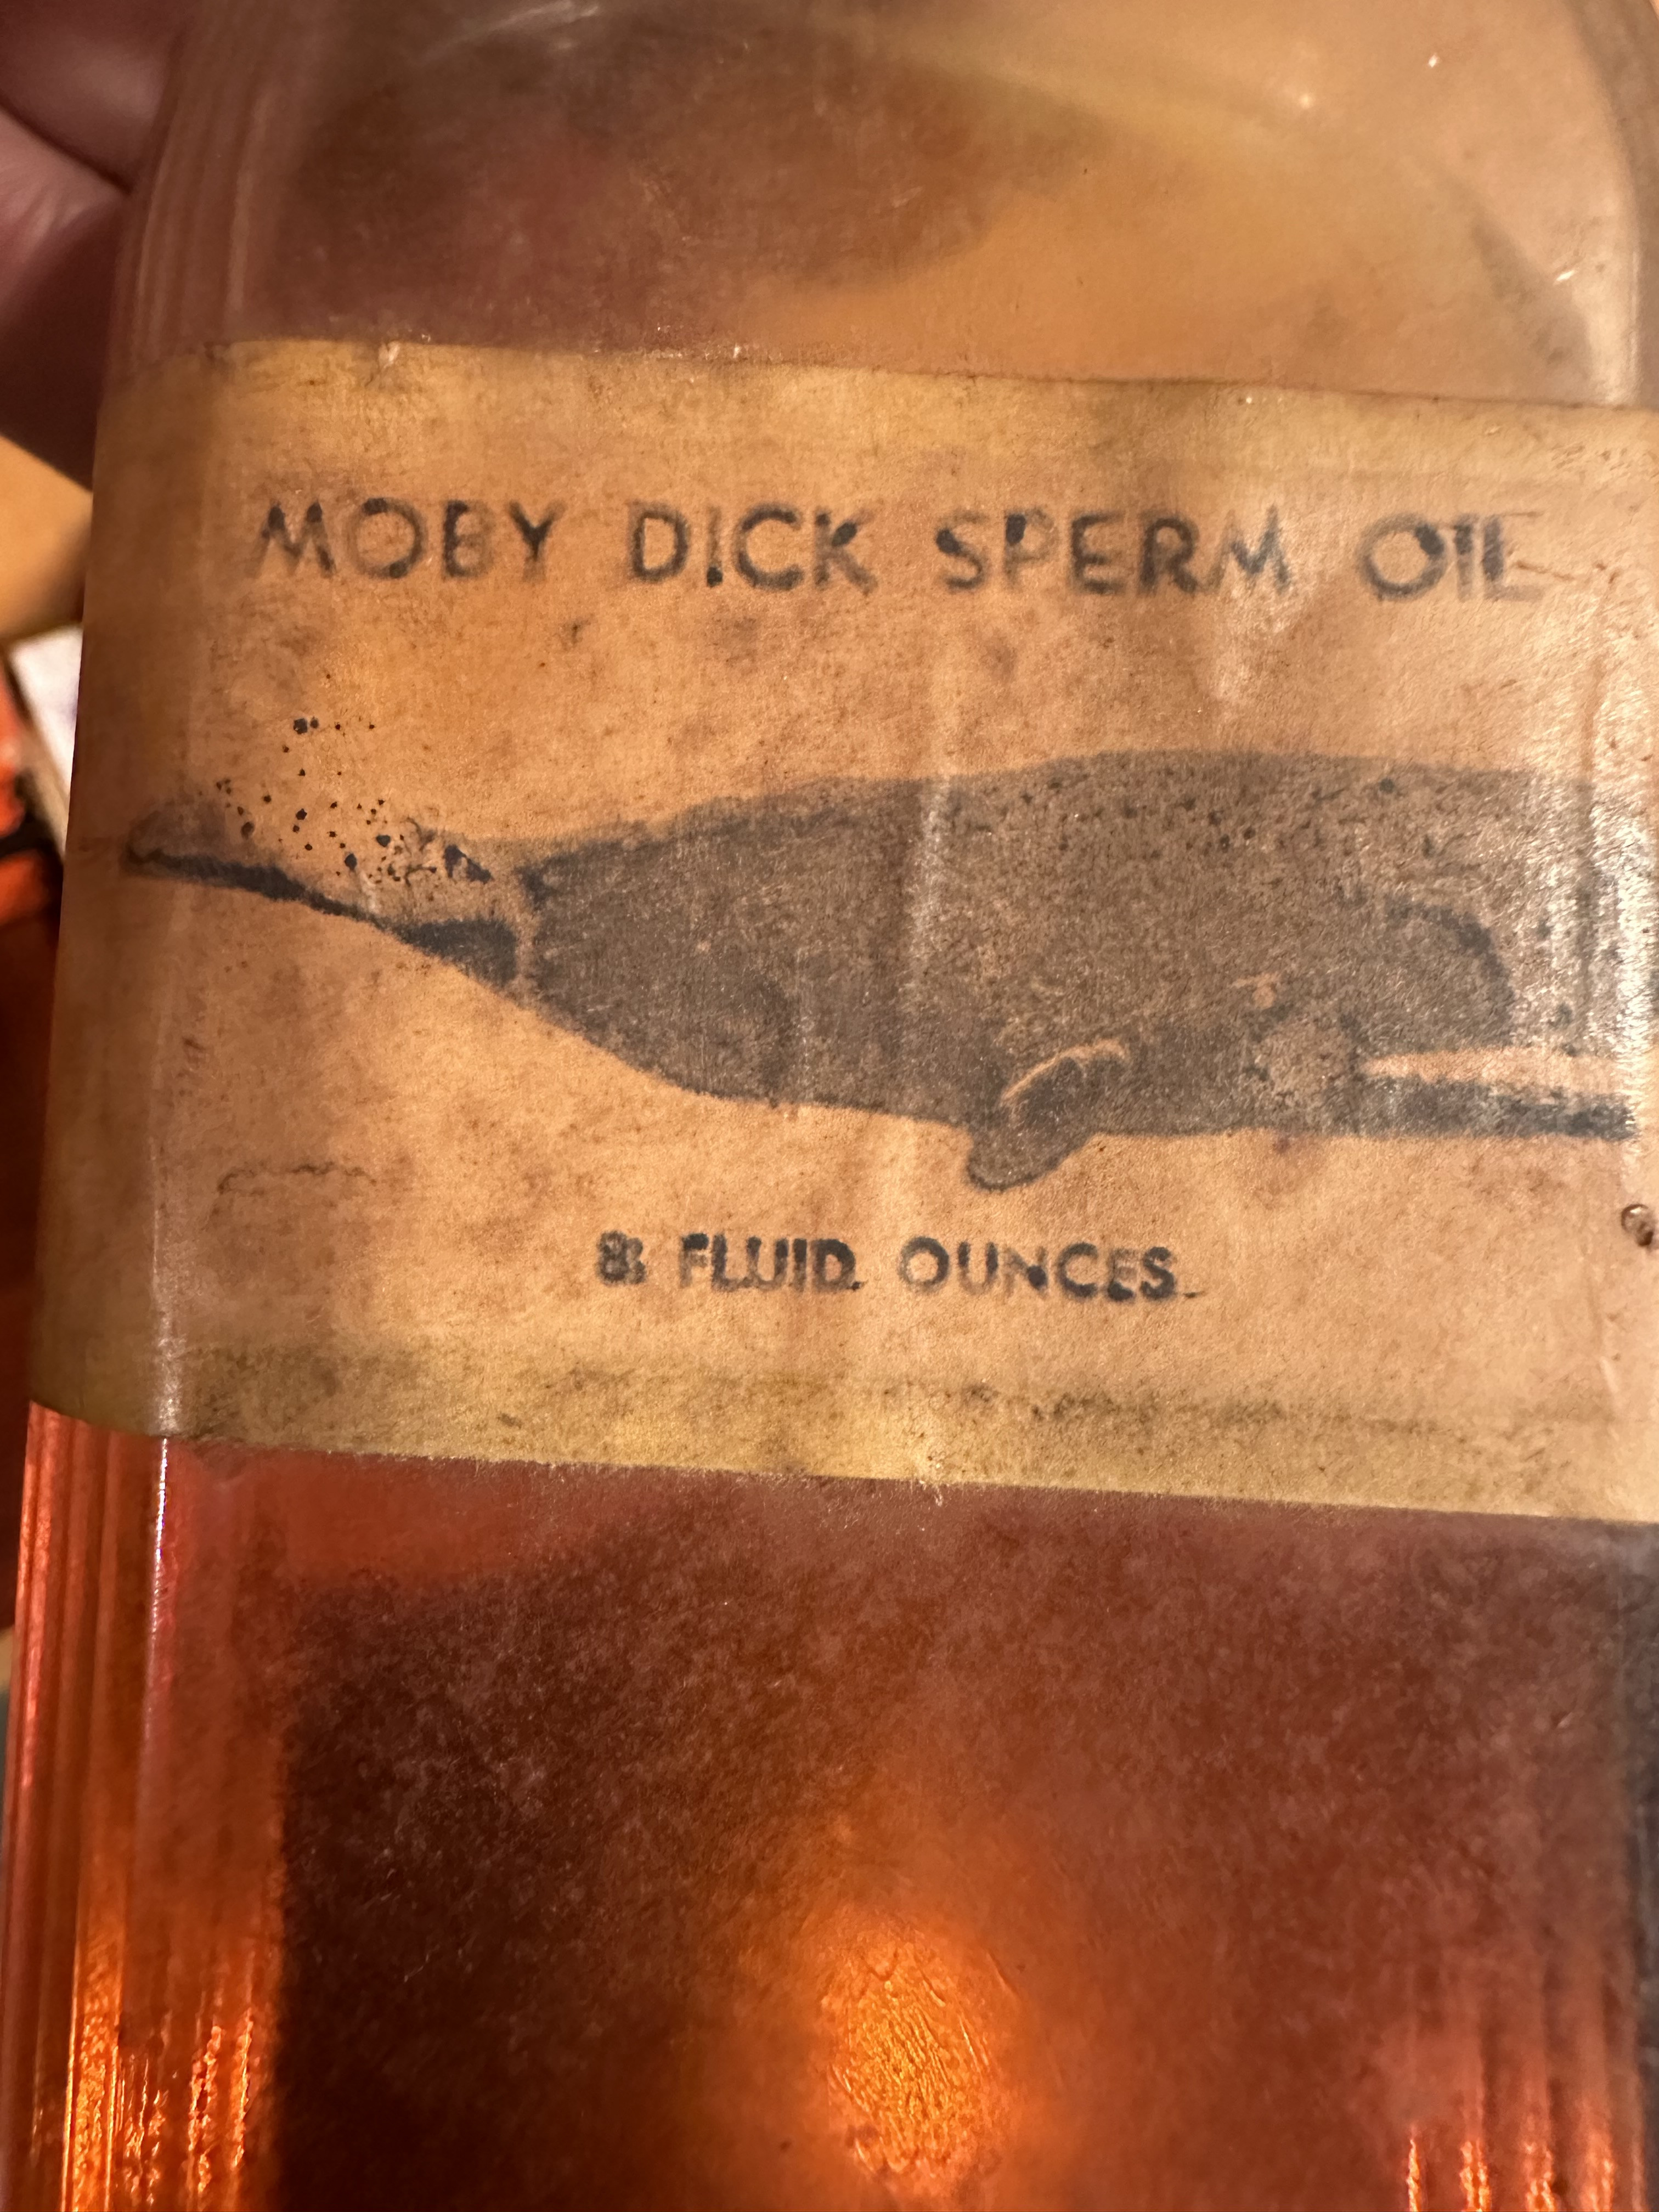 MOBY DICK SPERM OIL
8 FLUID OUNCES